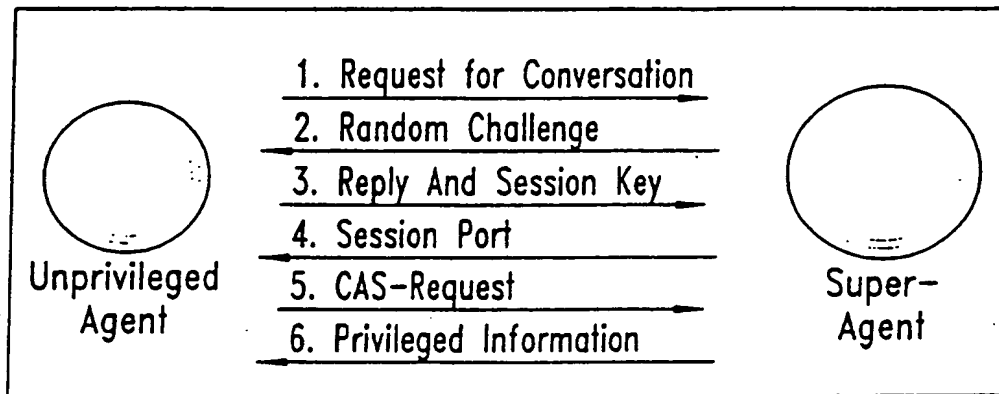 1. Request for Conversation
2. Random Challenge
3. Reply And Session Key
4. Session Port
5. CAS-Request
6. Privileged Information
Unprivileged
Agent
Super-
Agent